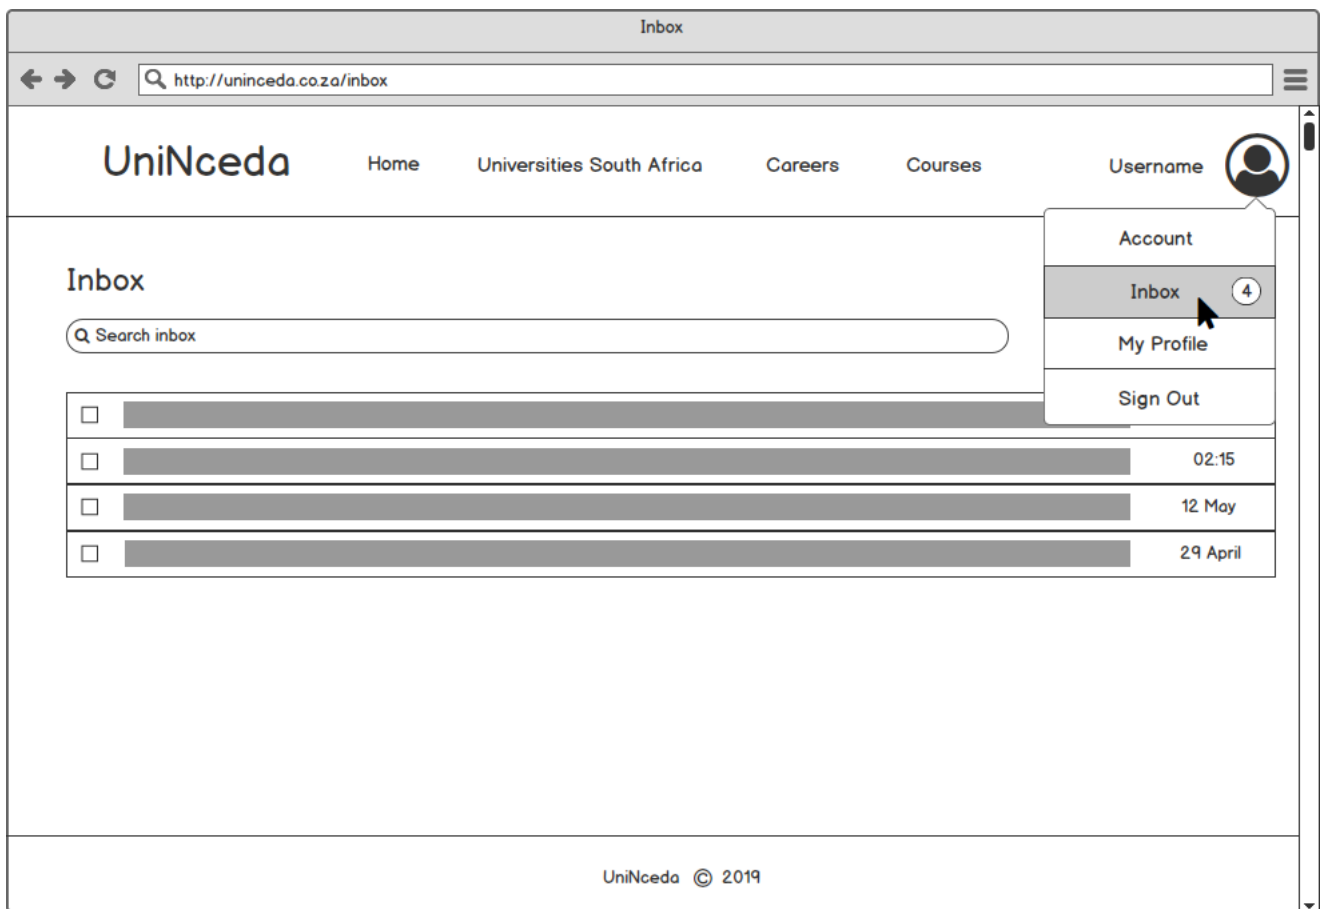 Inbox
http://uninceda.co.za/inbox
UniNceda Home Universities South Africa Careers Courses Username
Account
Inbox 4
My Profile
Sign Out
Inbox
Search inbox
02:15
12 May
29 April
UniNceda © 2019